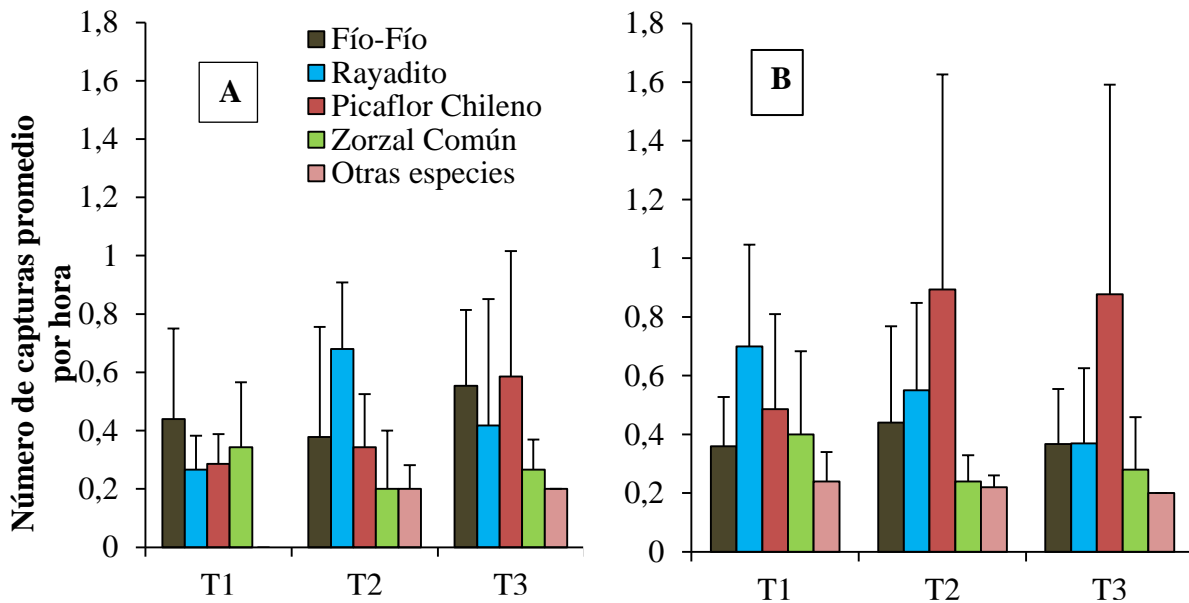 Número de capturas promedio
por hora
1,8
1,6
1,4
1,2
1
0,8
0,6
0,4
0,2
0
A
Fío-Fío
Rayadito
Picaflor Chileno
Zorzal Común
Otras especies
T1
T2
T3
1,8
1,6
1,4
1,2
1
0,8
0,6
0,4
0,2
0
B
T1
T2
T3